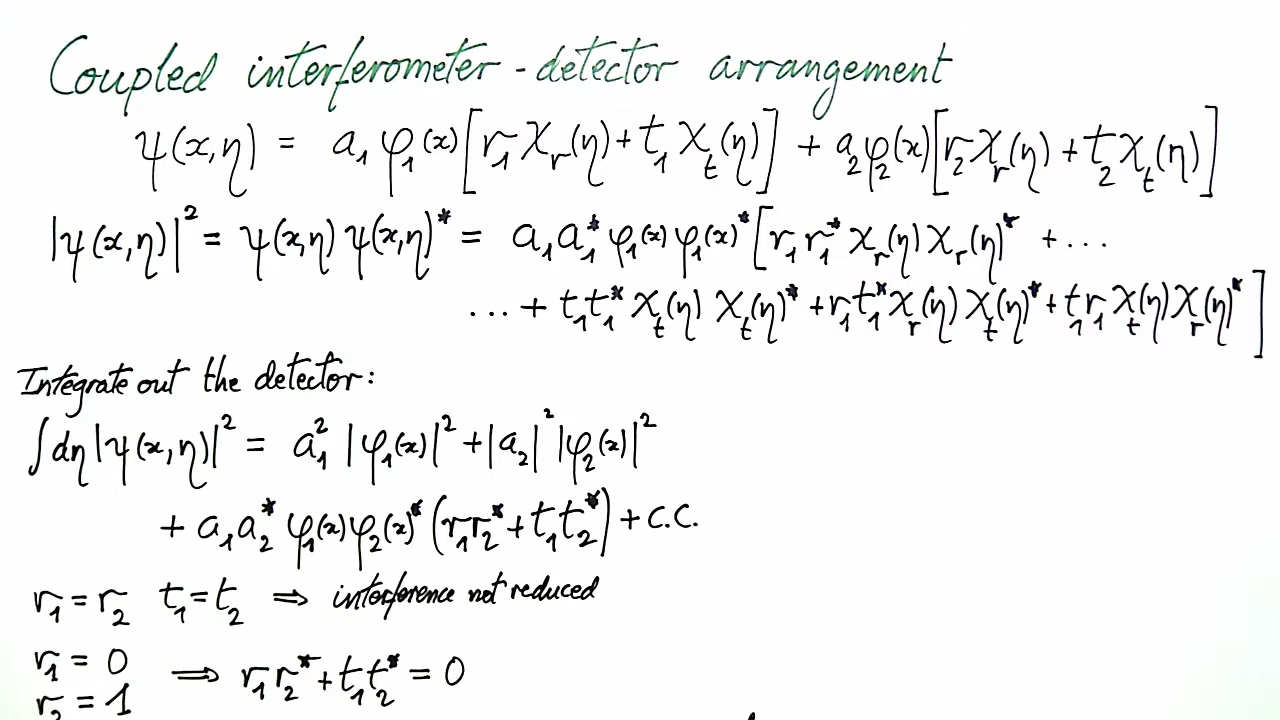 Coupled interferometer - detector arrangement
ψ(x,η) = a₁φ₁(x)[r₁χᵣ(η) + t₁χₜ(η)] + a₂φ₂(x)[r₂χᵣ(η) + t₂χₜ(η)]
|ψ(x,η)|² = ψ(x,η)ψ(x,η)* = a₁a₁*φ₁(x)φ₁(x)*[r₁r₁*χᵣ(η)χᵣ(η)* + ...
... + t₁t₁*χₜ(η)χₜ(η)* + r₁t₁*χᵣ(η)χₜ(η)* + t₁r₁χₜ(η)χᵣ(η)*]
Integrate out the detector:
∫dη|ψ(x,η)|² = a₁²|φ₁(x)|² + |a₂|²|φ₂(x)|²
+ a₁a₂*φ₁(x)φ₂(x)*(r₁r₂* + t₁t₂*) + c.c.
r₁ = r₂ t₁ = t₂ ⇒ interference not reduced
r₁ = 0
⇒ r₁r₂* + t₁t₂* = 0
r₂ = 1